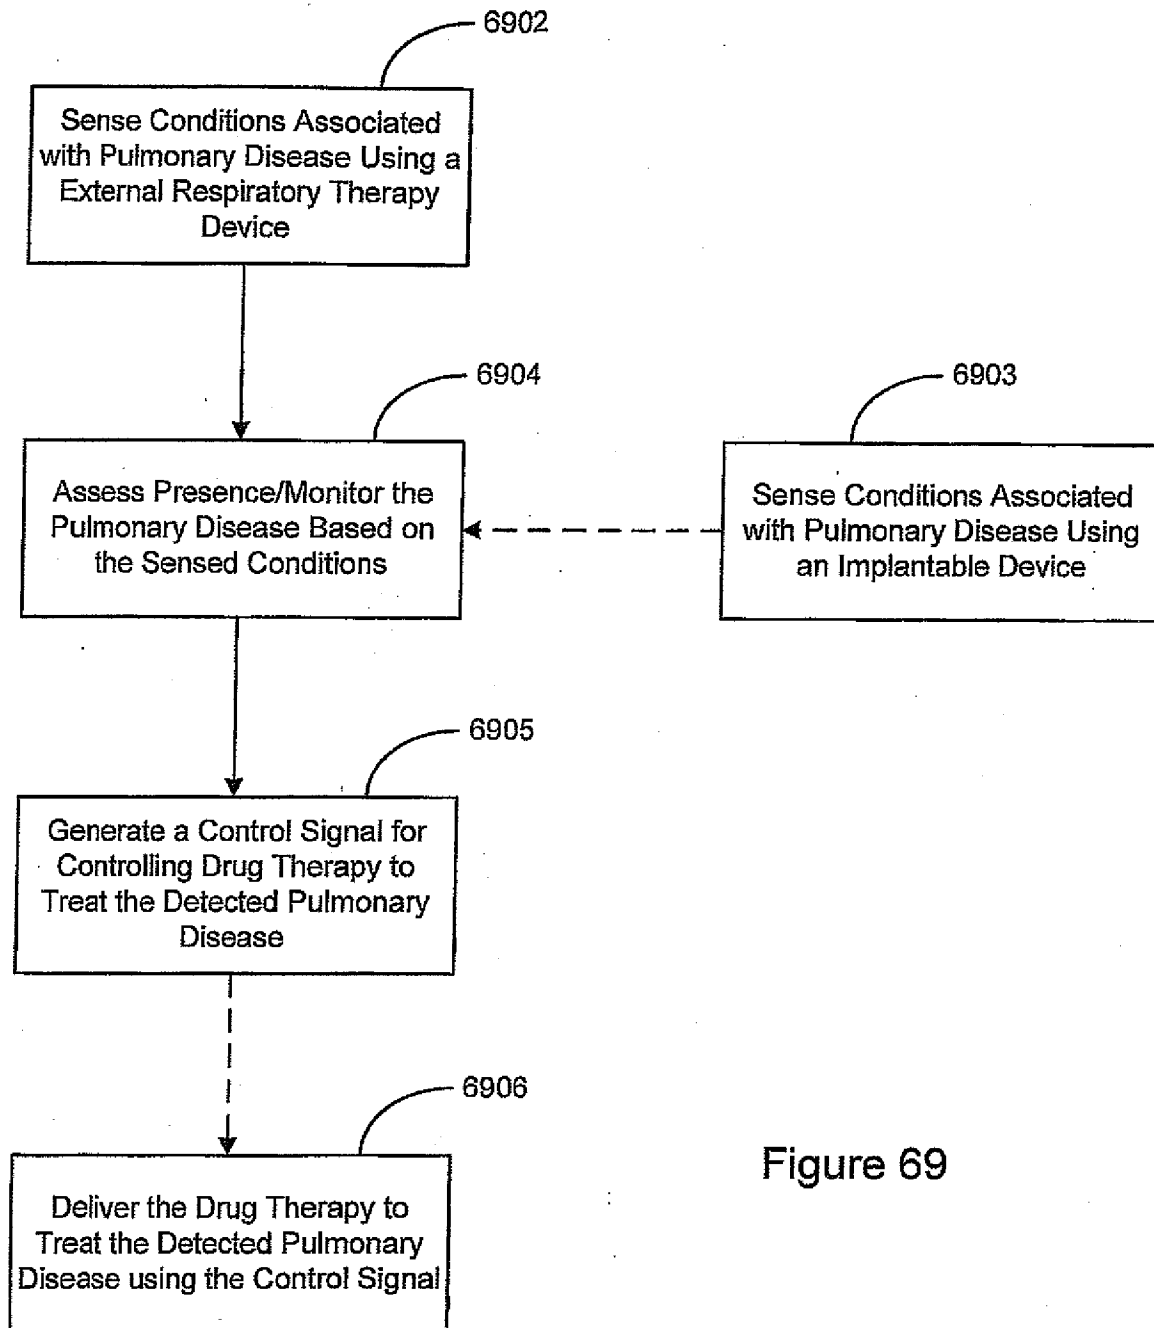 6902
Sense Conditions Associated
with Pulmonary Disease Using a
External Respiratory Therapy
Device
6904
6903
Assess Presence/Monitor the
Pulmonary Disease Based on
the Sensed Conditions
Sense Conditions Associated
with Pulmonary Disease Using
an Implantable Device
6905
Generate a Control Signal for
Controlling Drug Therapy to
Treat the Detected Pulmonary
Disease
6906
Deliver the Drug Therapy to
Treat the Detected Pulmonary
Disease using the Control Signal
Figure 69